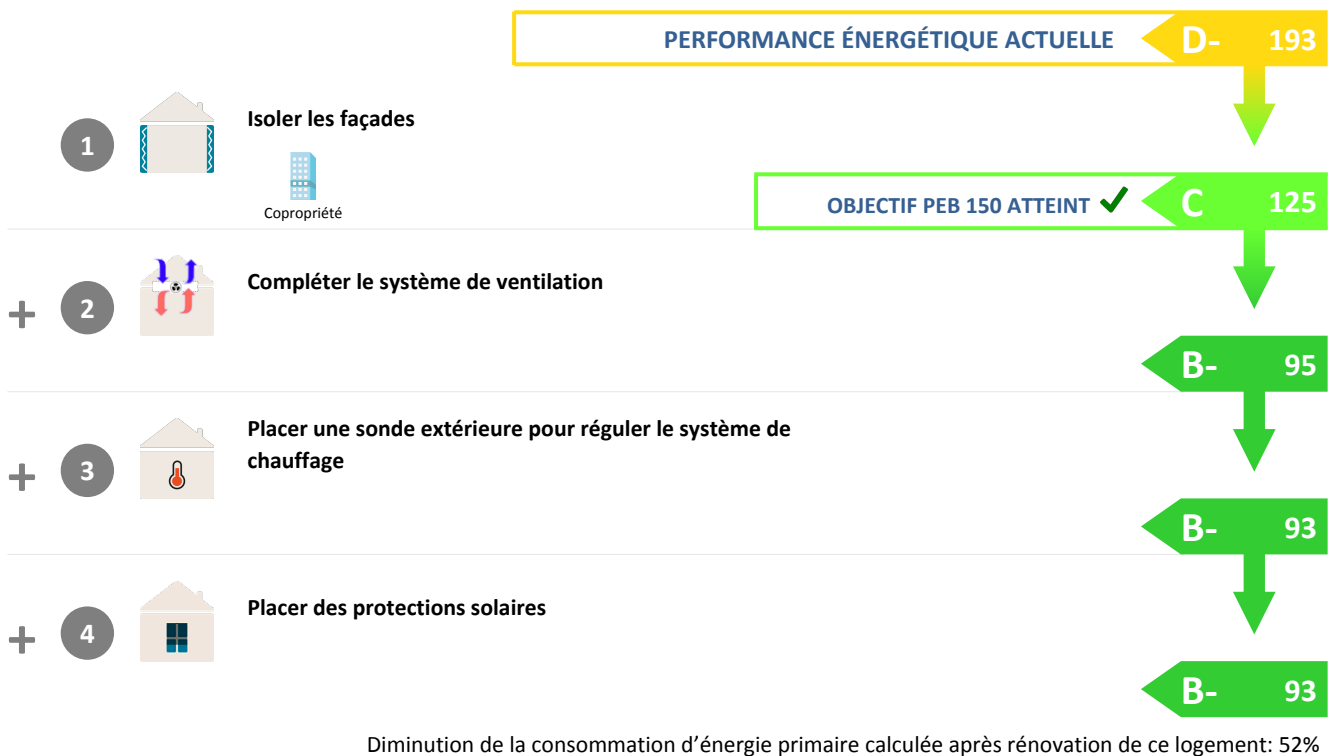 PERFORMANCE ÉNERGÉTIQUE ACTUELLE D- 193
1 Isoler les façades
Copropriété
OBJECTIF PEB 150 ATTEINT ✔ C 125
+ 2 Compléter le système de ventilation
B- 95
+ 3 Placer une sonde extérieure pour réguler le système de
chauffage
B- 93
+ 4 Placer des protections solaires
B- 93
Diminution de la consommation d’énergie primaire calculée après rénovation de ce logement: 52%